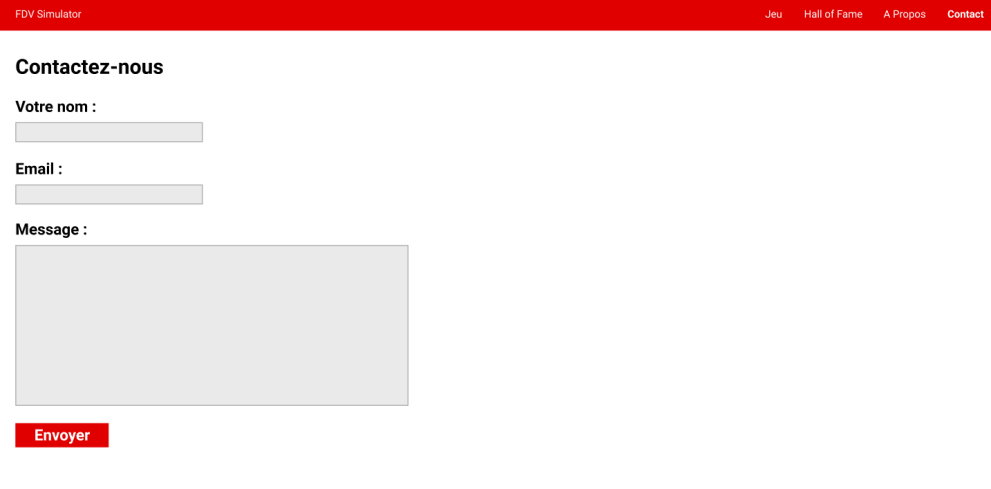 FDV Simulator Jeu Hall of Fame A Propos Contact
Contactez-nous
Votre nom :
Email :
Message :
Envoyer